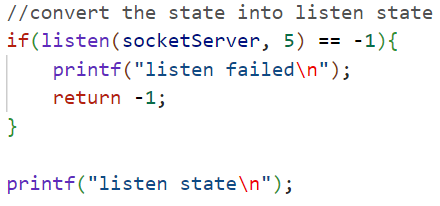 //convert the state into listen state
if(listen(socketServer, 5) == -1){
    printf("listen failed\n");
    return -1;
}
printf("listen state\n");